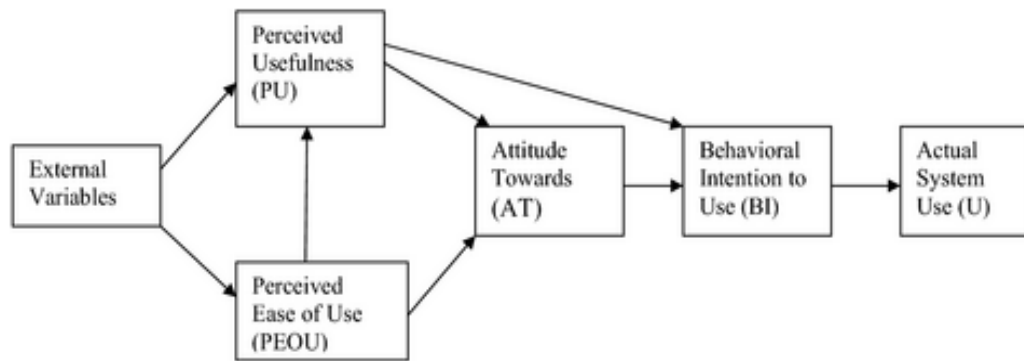 Perceived
Usefulness
(PU)
External
Variables
Perceived
Ease of Use
(PEOU)
Attitude
Towards
(AT)
Behavioral
Intention to
Use (BI)
Actual
System
Use (U)